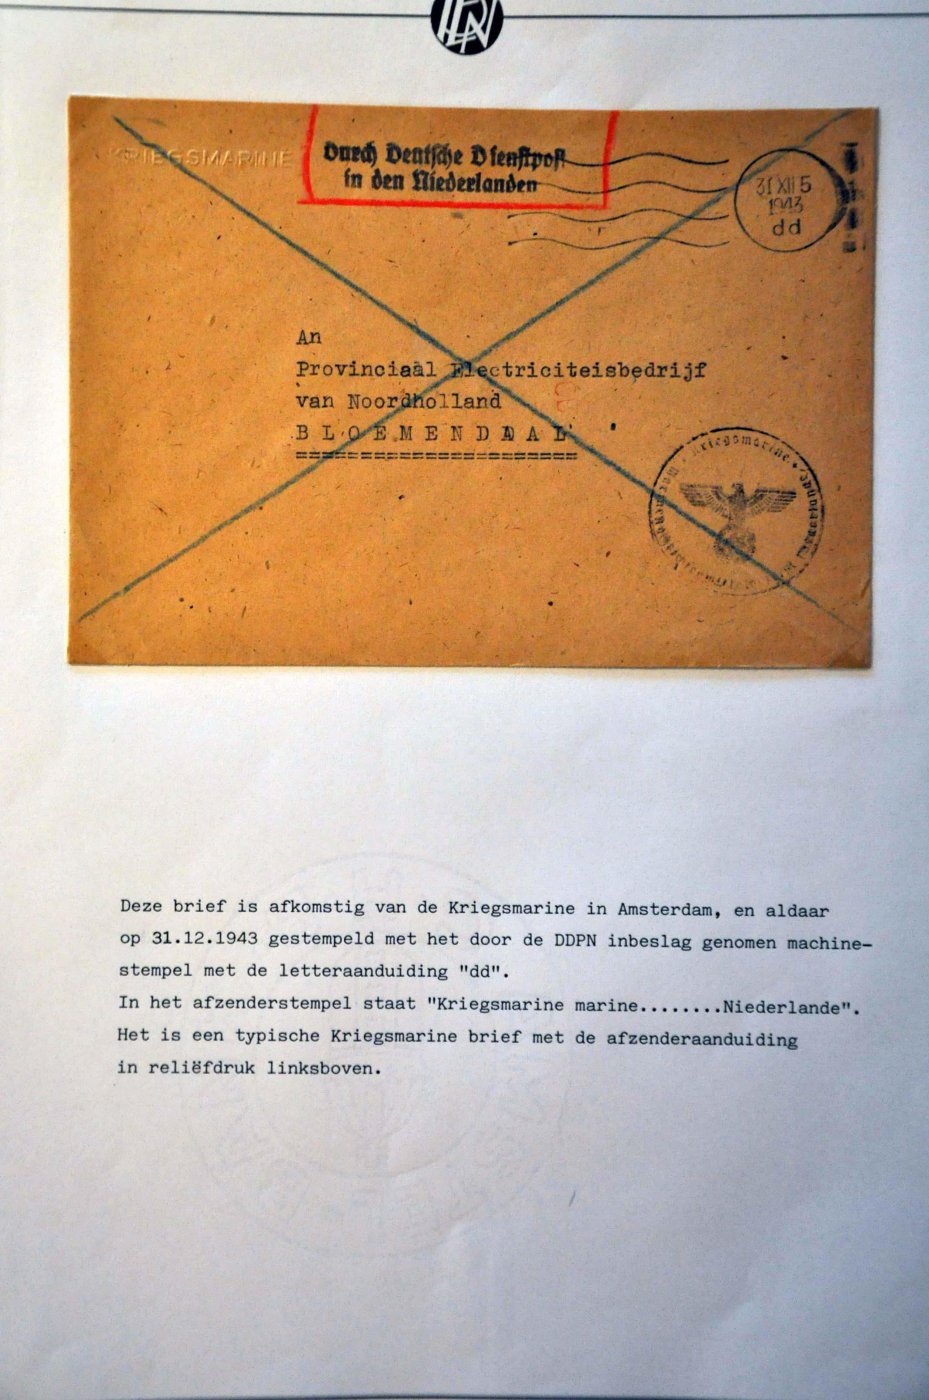 KRIEGSMARINE
Durch Deutsche Dienstpost
in den Niederlanden
31 XII 5
1943
dd
An
Provinciaäl Electriciteisbedrijf
van Noordholland
B L O E M E N D A A L
======================
Kriegsmarine
Deze brief is afkomstig van de Kriegsmarine in Amsterdam, en aldaar
op 31.12.1943 gestempeld met het door de DDPN inbeslag genomen machine-
stempel met de letteraanduiding "dd".
In het afzenderstempel staat "Kriegsmarine marine........Niederlande".
Het is een typische Kriegsmarine brief met de afzenderaanduiding
in reliëfdruk linksboven.